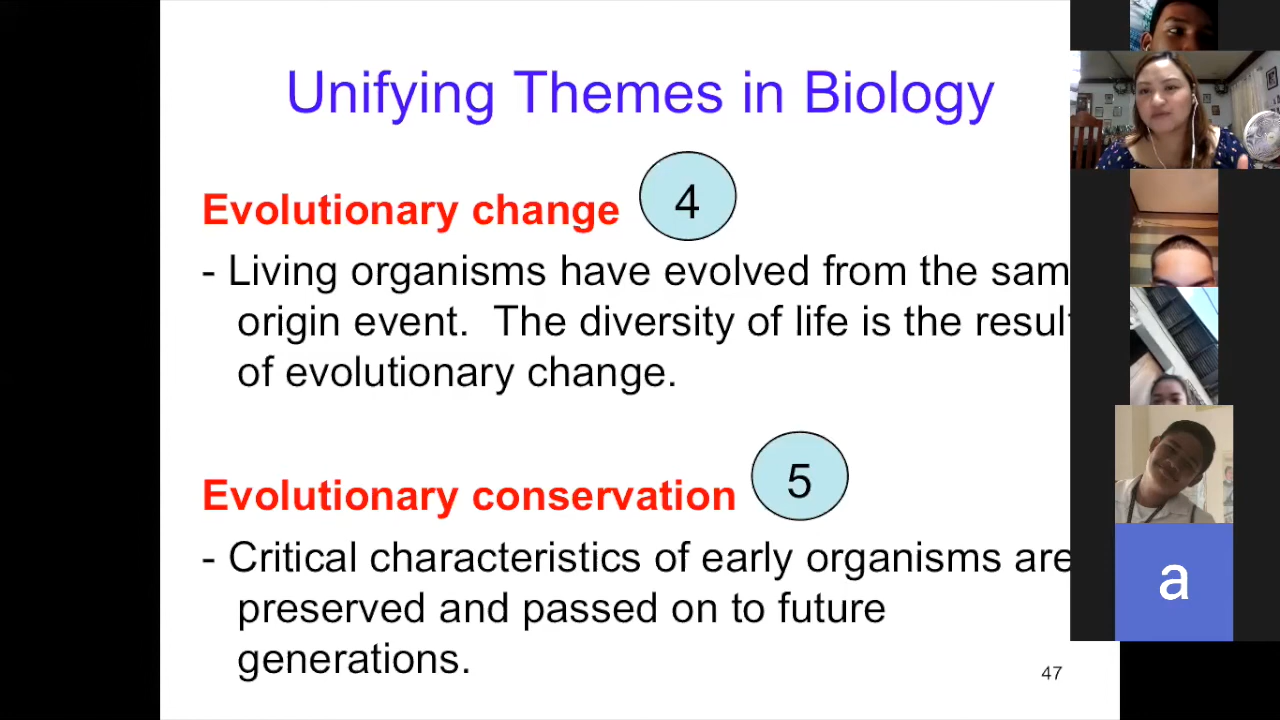 Unifying Themes in Biology
Evolutionary change 4
- Living organisms have evolved from the sam
origin event. The diversity of life is the result
of evolutionary change.
Evolutionary conservation 5
- Critical characteristics of early organisms are
preserved and passed on to future
generations.
47
a